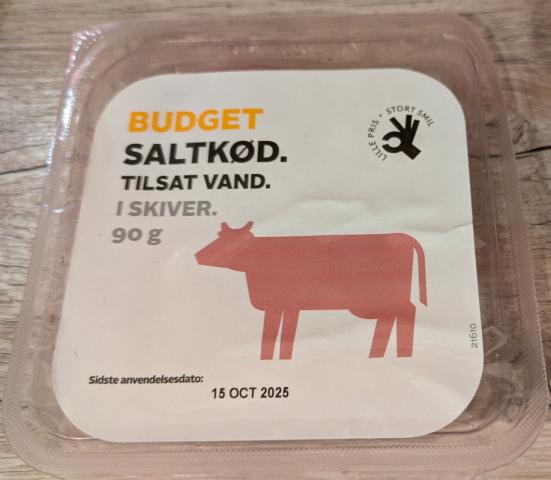 BUDGET
SALTKØD.
TILSAT VAND.
I SKIVER.
90 g
LILLE PRIS • STORT SMIL
21610
Sidste anvendelsesdato:
15 OCT 2025